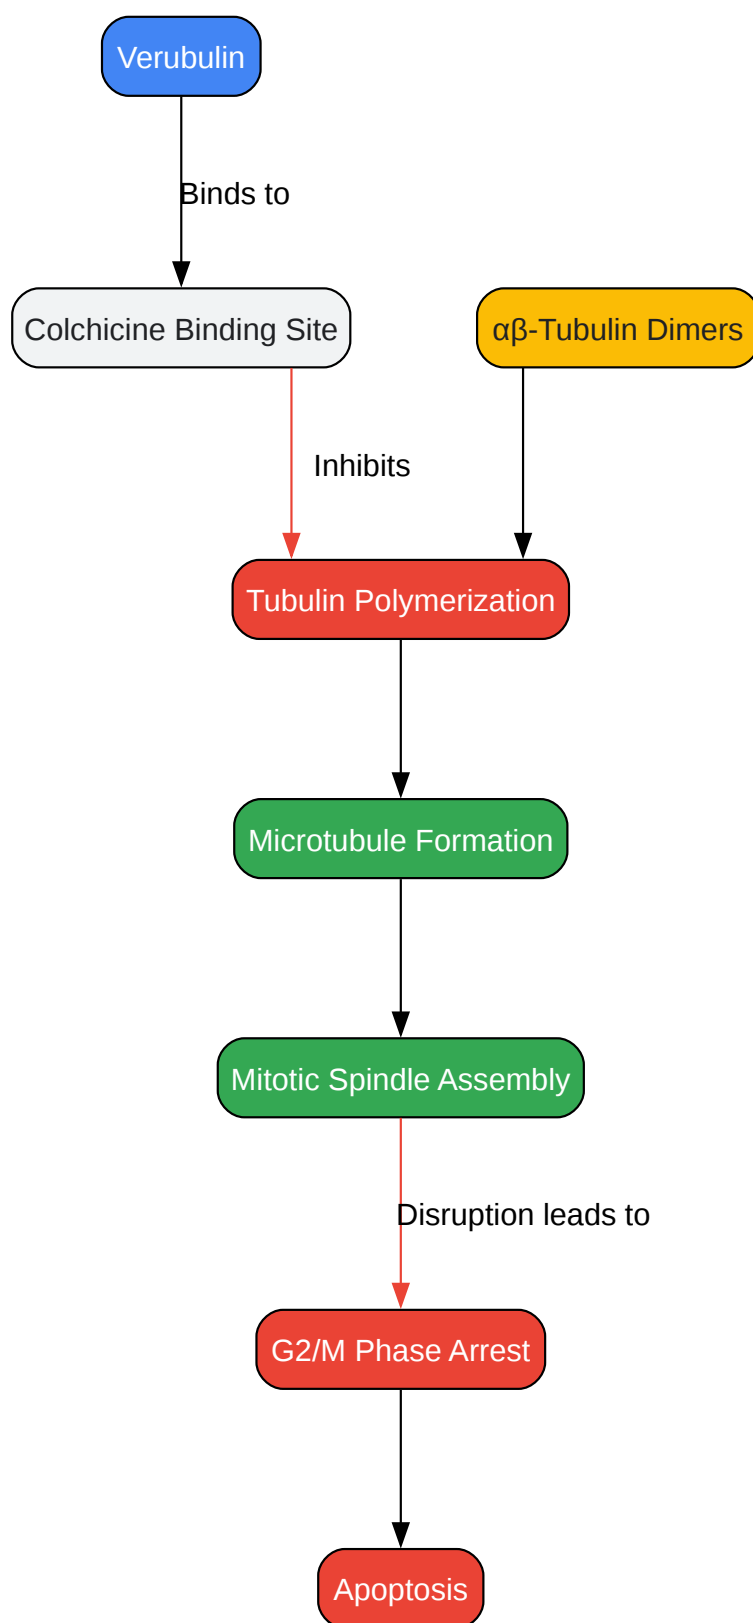 Verubulin
Binds to
Colchicine Binding Site
αβ-Tubulin Dimers
Inhibits
Tubulin Polymerization
Microtubule Formation
Mitotic Spindle Assembly
Disruption leads to
G2/M Phase Arrest
Apoptosis